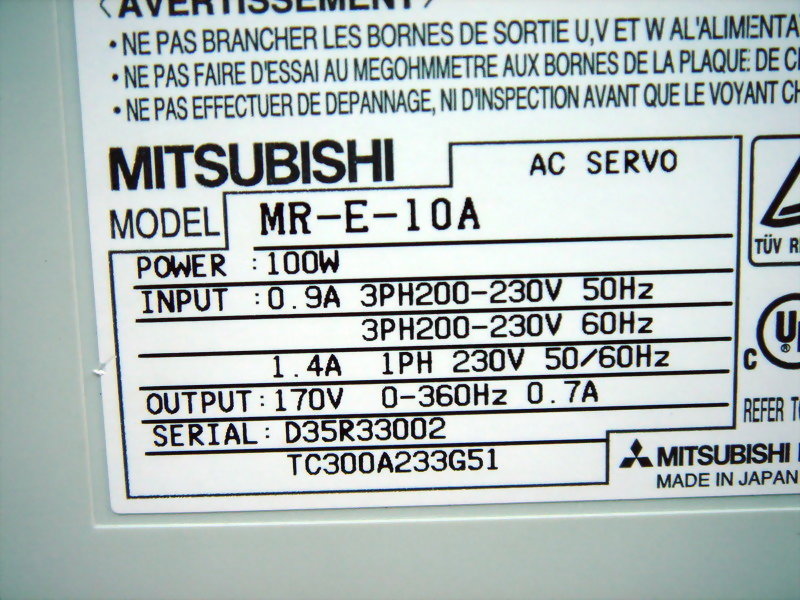 AVERTISSEMENT
• NE PAS BRANCHER LES BORNES DE SORTIE U,V ET W
• NE PAS FAIRE D'ESSAI AU MEGOHMMETRE AUX BORNES DE LA PLAQUE DE
• NE PAS EFFECTUER DE DEPANNAGE, NI D'INSPECTION AVANT QUE LE VOYANT
MITSUBISHI AC SERVO
MODEL MR-E-10A
POWER : 100W
INPUT : 0.9A 3PH200-230V 50Hz
3PH200-230V 60Hz
1.4A 1PH 230V 50/60Hz
OUTPUT : 170V 0-360Hz 0.7A
SERIAL : D35R33002
TC300A233G51
TÜV
C U
REFER
MITSUBISHI
MADE IN JAPAN